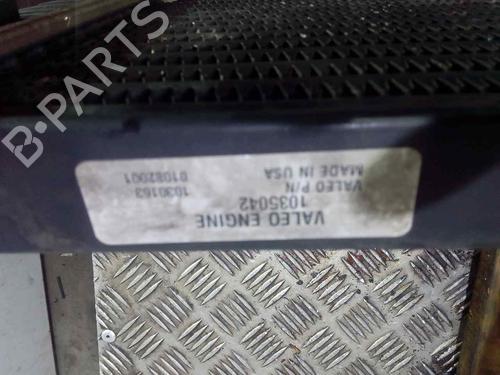 VALEO ENGINE
1035042
VALEO P/N 1030163
MADE IN USA 01082001
B-PARTS